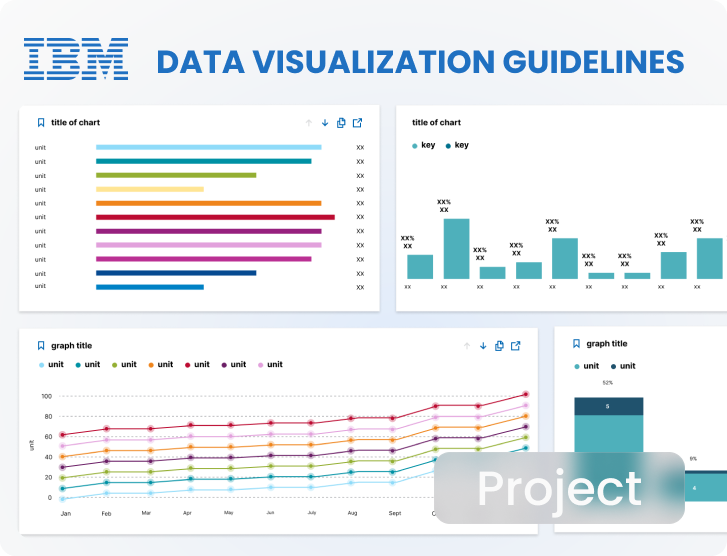 IBM DATA VISUALIZATION GUIDELINES
title of chart
unit xx
unit xx
unit xx
unit xx
unit xx
unit xx
unit xx
unit xx
unit xx
unit xx
unit xx
title of chart
key key
xx% xx
xx% xx
xx% xx
xx% xx
xx% xx
xx% xx
xx% xx
xx% xx
xx% xx
xx xx xx xx xx xx xx xx xx
graph title
unit unit unit unit unit unit unit
100
80
60
40
20
0
unit
Jan Feb Mar Apr May Jun July Aug Sept
graph title
unit unit
52%
5
4
Project